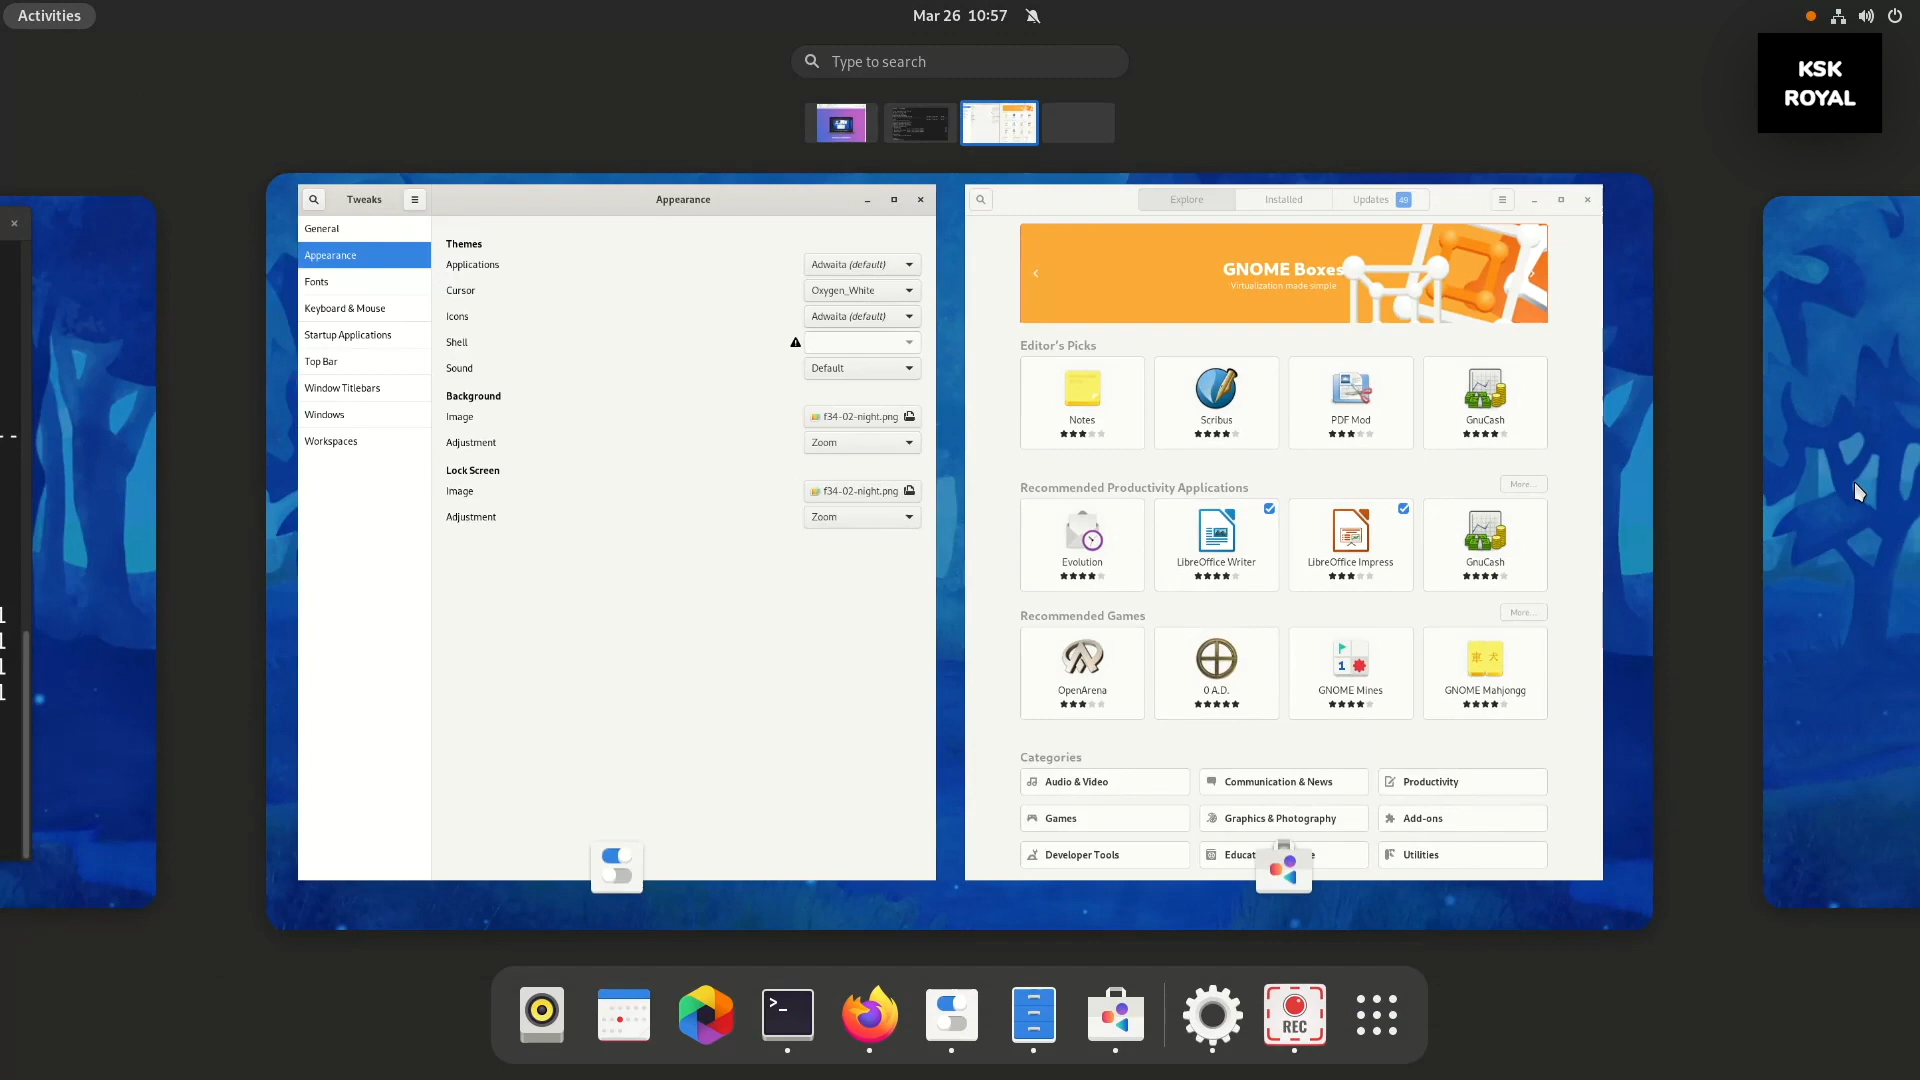 Activities
Mar 26 10:57
KSK
ROYAL
Type to search
Tweaks
Appearance
General
Appearance
Fonts
Keyboard & Mouse
Startup Applications
Top Bar
Window Titlebars
Windows
Workspaces
Themes
Applications
Adwaita (default)
Cursor
Oxygen_White
Icons
Adwaita (default)
Shell
Sound
Default
Background
Image
f34-02-night.png
Adjustment
Zoom
Lock Screen
Image
f34-02-night.png
Adjustment
Zoom
Explore
Installed
Updates 49
GNOME Boxes
Virtualization made simple
Editor's Picks
Notes
Scribus
PDF Mod
GnuCash
Recommended Productivity Applications
More...
Evolution
LibreOffice Writer
LibreOffice Impress
GnuCash
Recommended Games
More...
OpenArena
0 A.D.
GNOME Mines
GNOME Mahjongg
Categories
Audio & Video
Communication & News
Productivity
Games
Graphics & Photography
Add-ons
Developer Tools
Utilities
REC